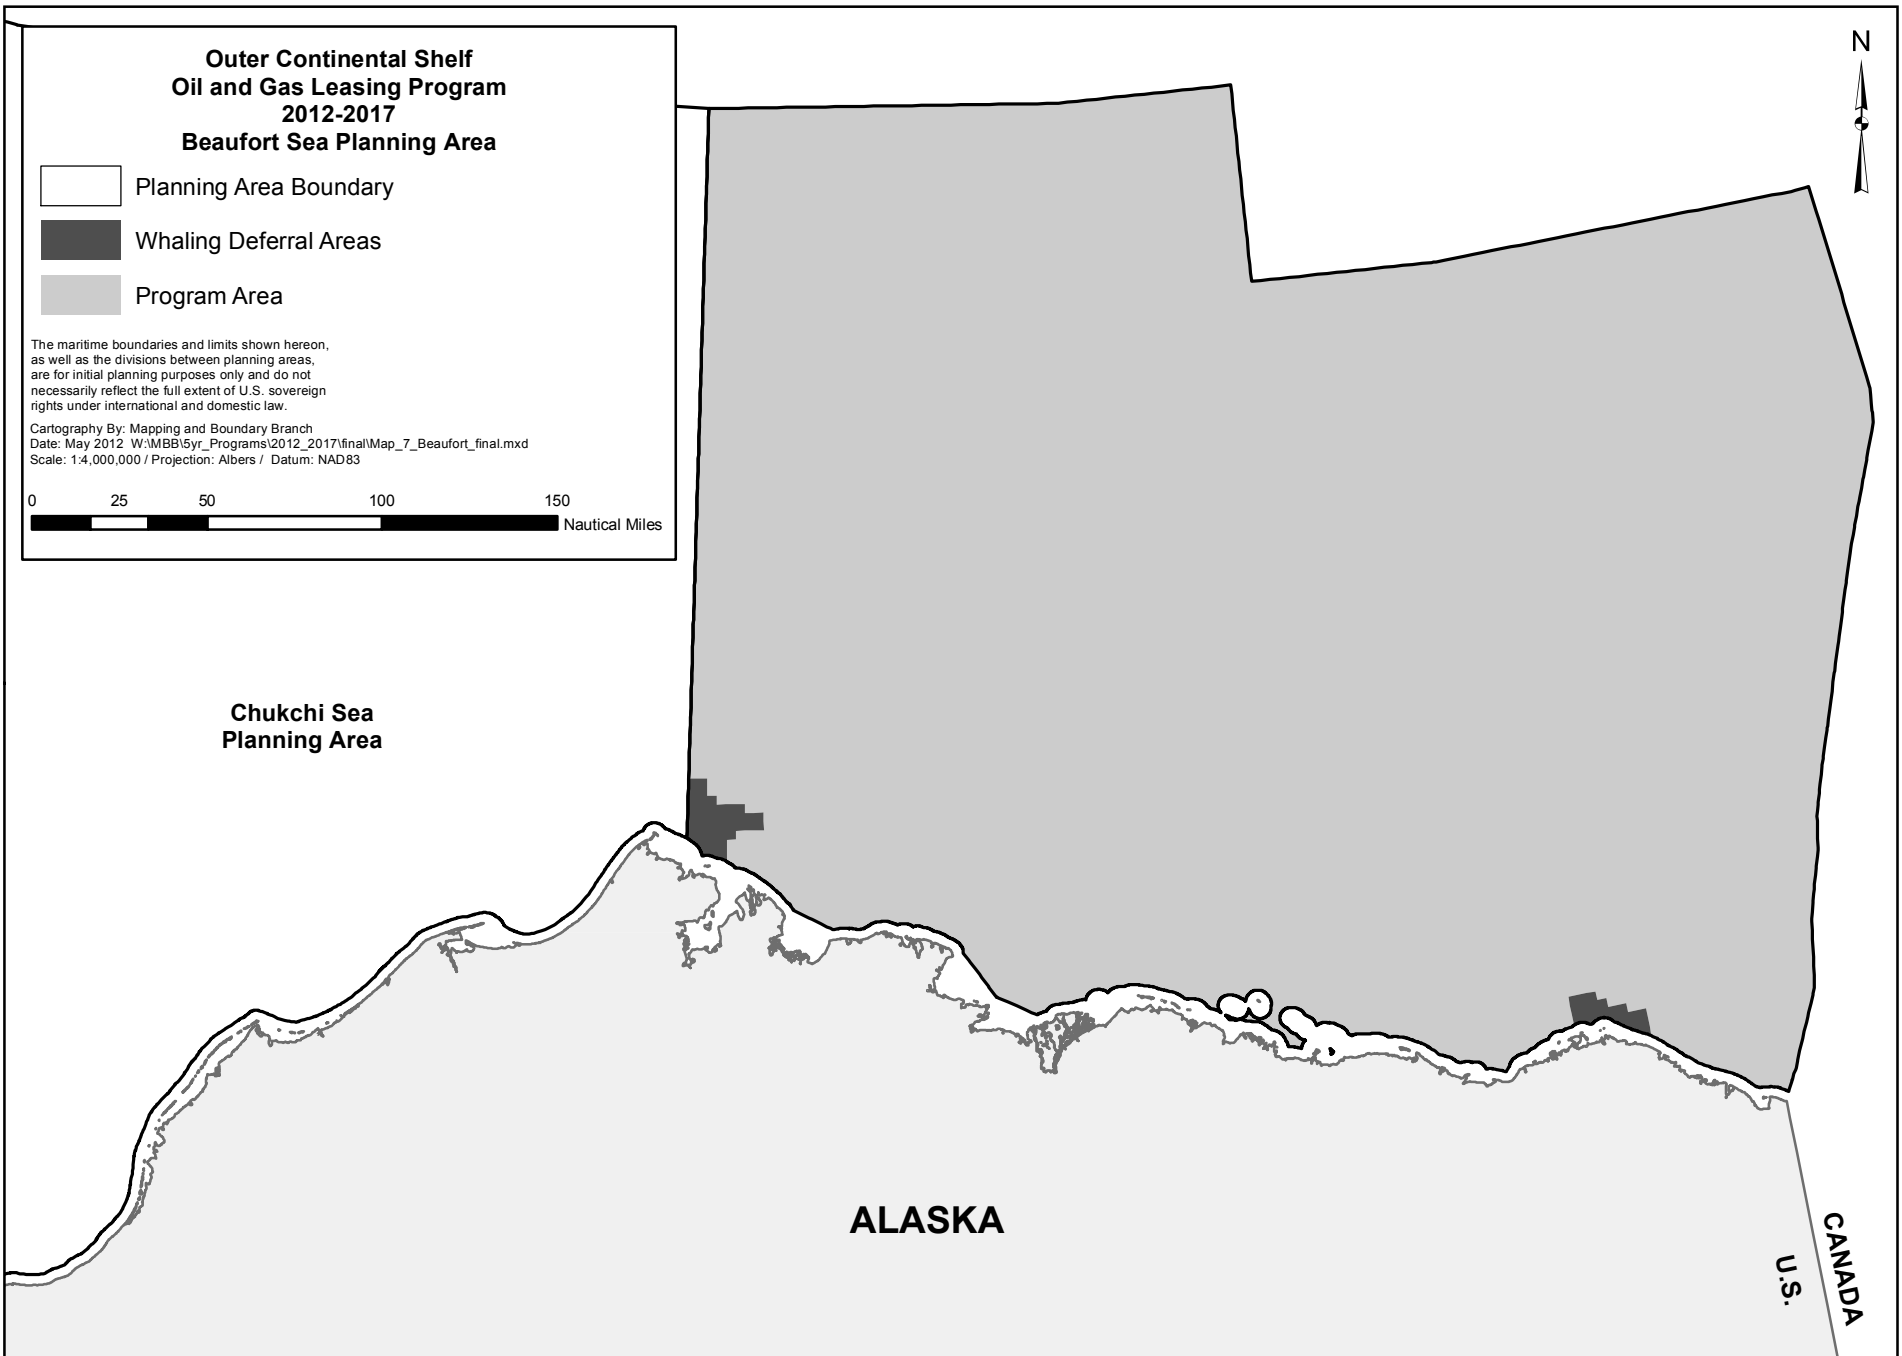 Outer Continental Shelf
Oil and Gas Leasing Program
2012-2017
Beaufort Sea Planning Area
Planning Area Boundary
Whaling Deferral Areas
Program Area
The maritime boundaries and limits shown hereon,
as well as the divisions between planning areas,
are for initial planning purposes only and do not
necessarily reflect the full extent of U.S. sovereign
rights under international and domestic law.
Cartography By: Mapping and Boundary Branch
Date: May 2012 W:\MBB\5yr_Programs\2012_2017\final\Map_7_Beaufort_final.mxd
Scale: 1:4,000,000 / Projection: Albers / Datum: NAD83
0 25 50 100 150
Nautical Miles
N
Chukchi Sea
Planning Area
ALASKA
U.S.
CANADA